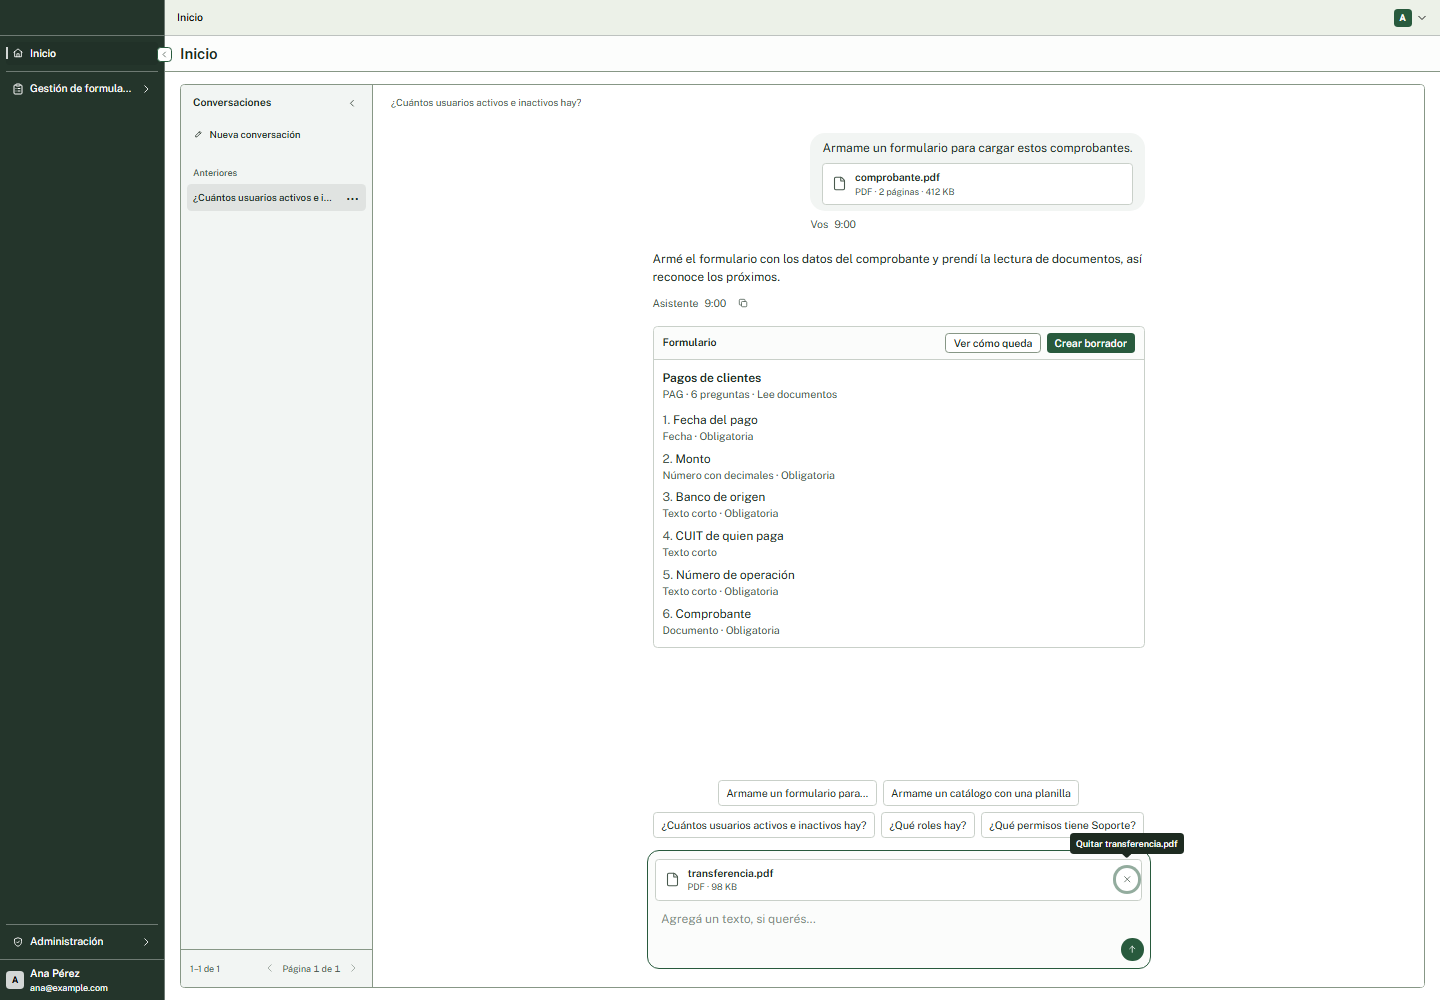 Inicio
A
Inicio
Gestión de formula...
Inicio
Conversaciones
Nueva conversación
Anteriores
¿Cuántos usuarios activos e i...
¿Cuántos usuarios activos e inactivos hay?
Armame un formulario para cargar estos comprobantes.
comprobante.pdf
PDF · 2 páginas · 412 KB
Vos 9:00
Armé el formulario con los datos del comprobante y prendí la lectura de documentos, así
reconoce los próximos.
Asistente 9:00
Formulario
Ver cómo queda
Crear borrador
Pagos de clientes
PAG · 6 preguntas · Lee documentos
1. Fecha del pago
Fecha · Obligatoria
2. Monto
Número con decimales · Obligatoria
3. Banco de origen
Texto corto · Obligatoria
4. CUIT de quien paga
Texto corto
5. Número de operación
Texto corto · Obligatoria
6. Comprobante
Documento · Obligatoria
Armame un formulario para...
Armame un catálogo con una planilla
¿Cuántos usuarios activos e inactivos hay?
¿Qué roles hay?
¿Qué permisos tiene Soporte?
Quitar transferencia.pdf
transferencia.pdf
PDF · 98 KB
Agregá un texto, si querés...
Administración
A
Ana Pérez
ana@example.com
1–1 de 1
Página 1 de 1